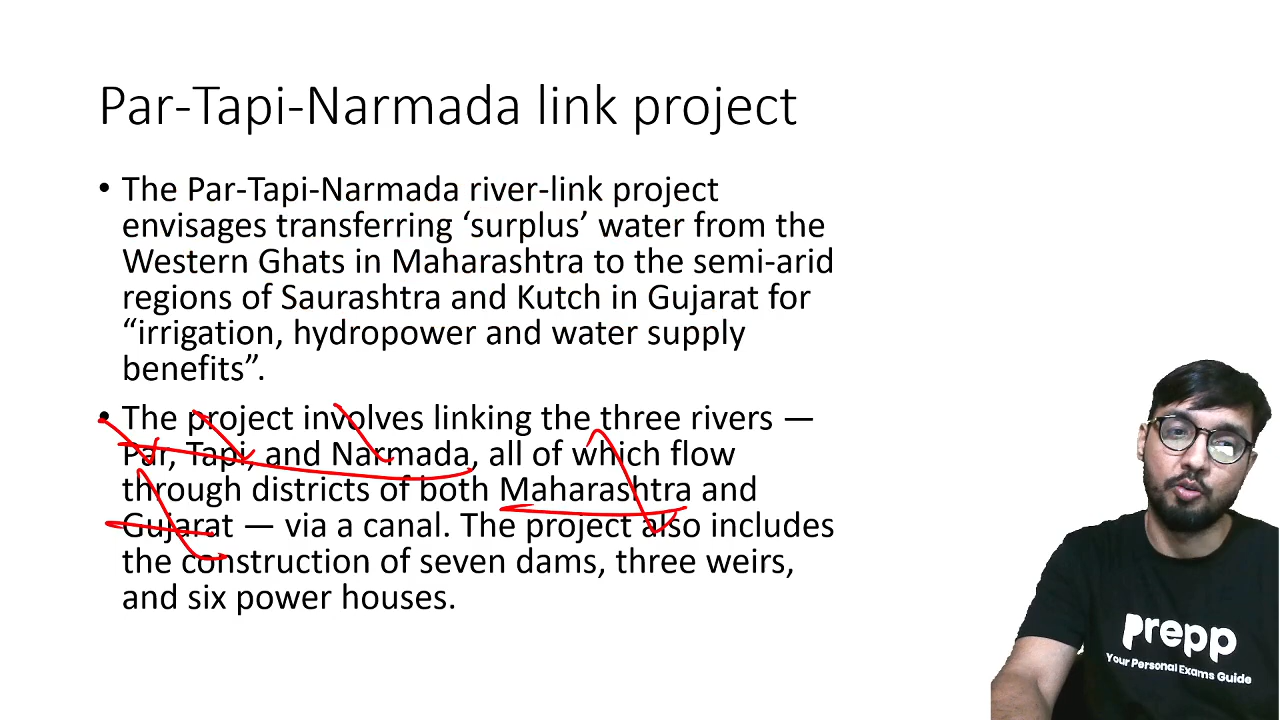 Par-Tapi-Narmada link project
• The Par-Tapi-Narmada river-link project
envisages transferring ‘surplus’ water from the
Western Ghats in Maharashtra to the semi-arid
regions of Saurashtra and Kutch in Gujarat for
“irrigation, hydropower and water supply
benefits”.
• The project involves linking the three rivers —
Par, Tapi, and Narmada, all of which flow
through districts of both Maharashtra and
Gujarat — via a canal. The project also includes
the construction of seven dams, three weirs,
and six power houses.
prepp
Your Personal Exams Guide